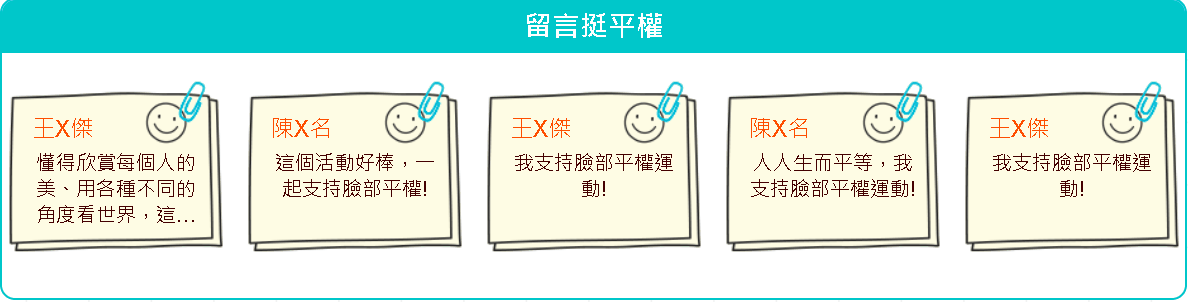 留言挺平權
王X傑
懂得欣賞每個人的
美、用各種不同的
角度看世界，這...
陳X名
這個活動好棒，一
起支持臉部平權!
王X傑
我支持臉部平權運
動!
陳X名
人人生而平等，我
支持臉部平權運動!
王X傑
我支持臉部平權運
動!